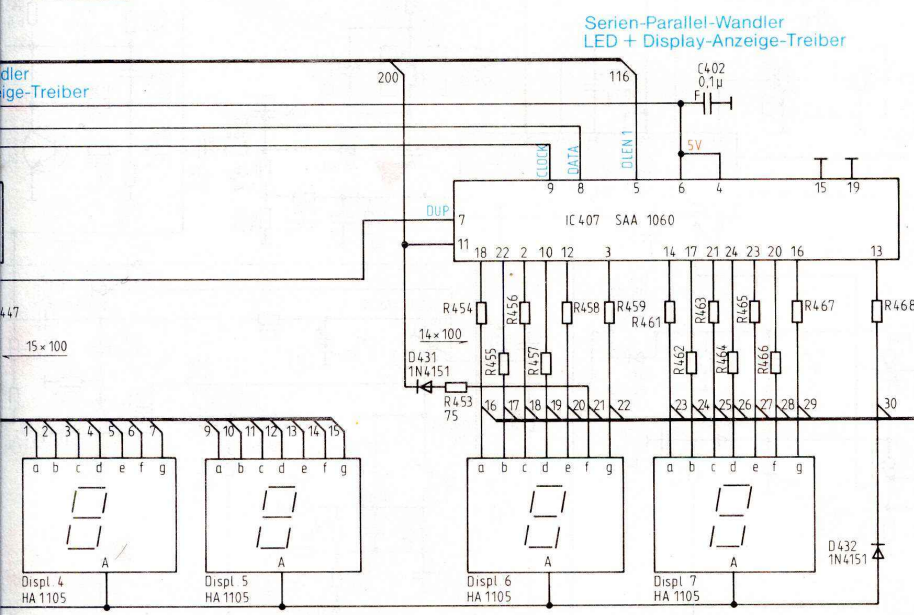 Serien-Parallel-Wandler
LED + Display-Anzeige-Treiber
dler
ige-Treiber
200
116
C402
0,1µ
F
5V
CLOCK
DATA
DLEN 1
9 8 5 6 4 15 19
DUP
7
11
IC 407 SAA 1060
18 22 2 10 12 3 14 17 21 24 23 20 16 13
R454
R456
R458
R459
R461
R463
R465
R467
R468
447
15 × 100
14 × 100
R455
R457
R462
R464
R466
D431
1N4151
R453
75
16 17 18 19 20 21 22 23 24 25 26 27 28 29 30
1 2 3 4 5 6 7
9 10 11 12 13 14 15
a b c d e f g
a b c d e f g
a b c d e f g
a b c d e f g
A
A
A
A
D432
1N4151
Displ. 4
HA 1105
Displ. 5
HA 1105
Displ. 6
HA 1105
Displ. 7
HA 1105